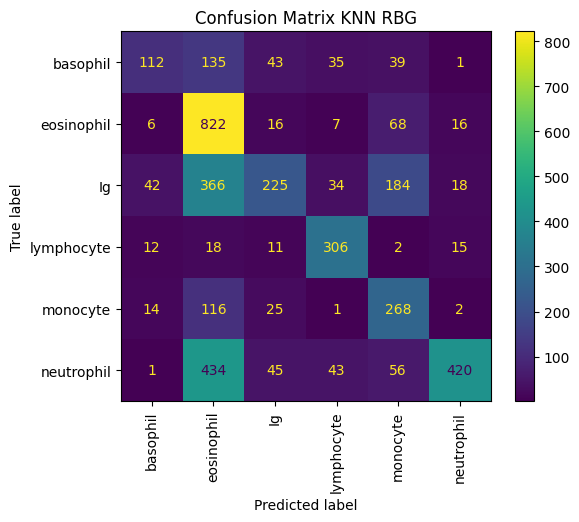 Confusion Matrix KNN RBG
basophil 112 135 43 35 39 1
eosinophil 6 822 16 7 68 16
Ig 42 366 225 34 184 18
lymphocyte 12 18 11 306 2 15
monocyte 14 116 25 1 268 2
neutrophil 1 434 45 43 56 420
True label
basophil eosinophil Ig lymphocyte monocyte neutrophil
Predicted label
800
700
600
500
400
300
200
100